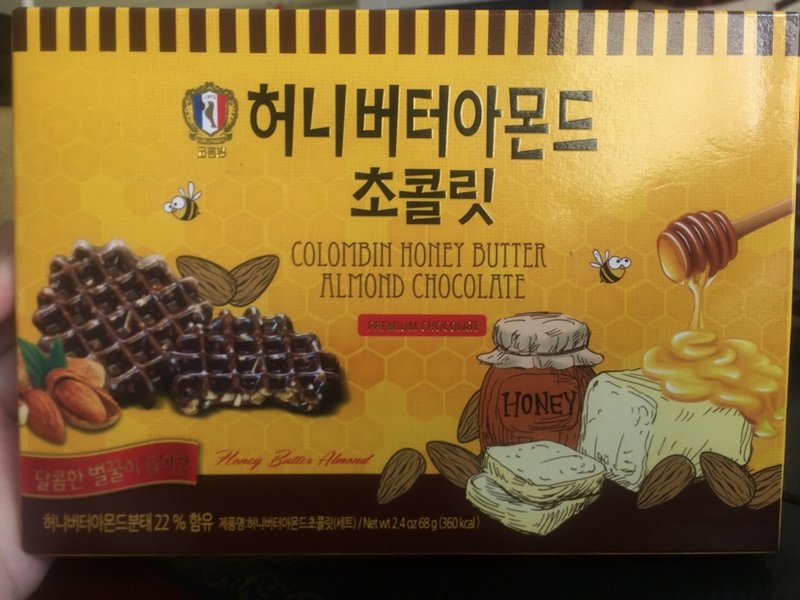 허니버터아몬드
초콜릿
COLOMBIN HONEY BUTTER
ALMOND CHOCOLATE
PREMIUM CHOCOLATE
HONEY
달콤한 벌꿀이
Honey Butter Almond
허니버터아몬드분태 22 % 함유
제품명:허니버터아몬드초콜릿(세트) / Net wt 2.4 oz 68 g (360 kcal)